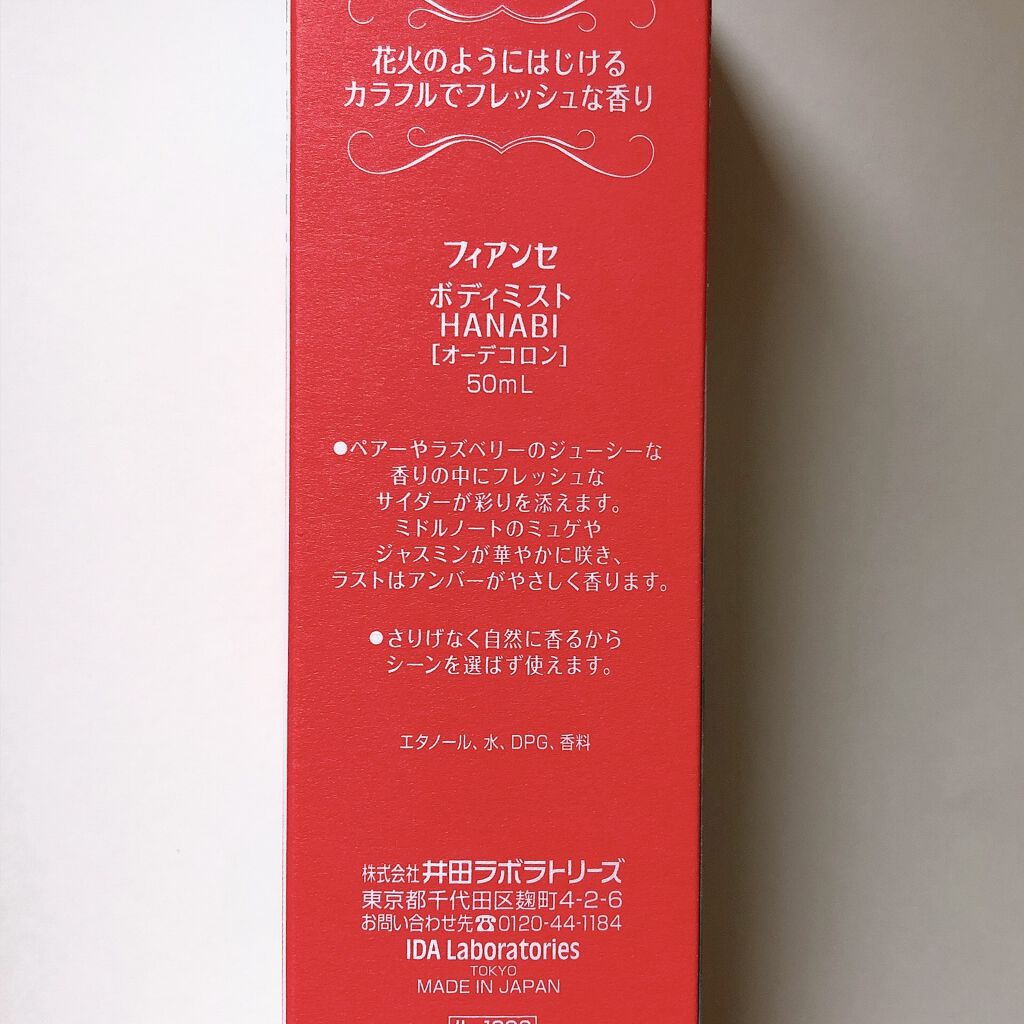 花火のようにはじける
カラフルでフレッシュな香り
フィアンセ
ボディミスト
HANABI
[オーデコロン]
50mL
●ペアーやラズベリーのジューシーな
香りの中にフレッシュな
サイダーが彩りを添えます。
ミドルノートのミュゲや
ジャスミンが華やかに咲き、
ラストはアンバーがやさしく香ります。
●さりげなく自然に香るから
シーンを選ばず使えます。
エタノール、水、DPG、香料
株式会社 井田ラボラトリーズ
東京都千代田区麹町4-2-6
お問い合わせ先☎0120-44-1184
IDA Laboratories
TOKYO
MADE IN JAPAN